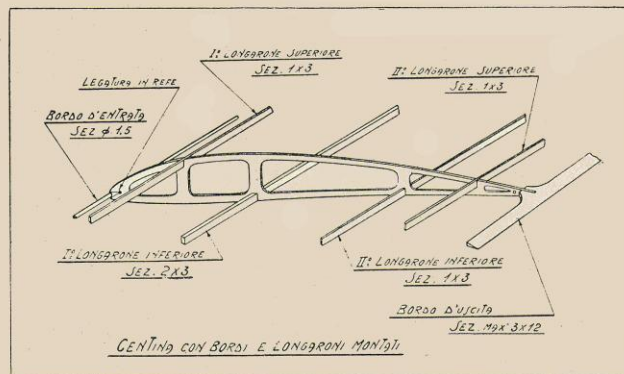 I° LONGARONE SUPERIORE
SEZ. 1x3
LEGATURA IN REFE
II° LONGARONE SUPERIORE
SEZ. 1x3
BORDO D'ENTRATA
SEZ ϕ 1,5
I° LONGARONE INFERIORE
SEZ. 2x3
II° LONGARONE INFERIORE
SEZ. 1x3
BORDO D'USCITA
SEZ. MAX 3x12
CENTINA CON BORDI E LONGARONI MONTATI